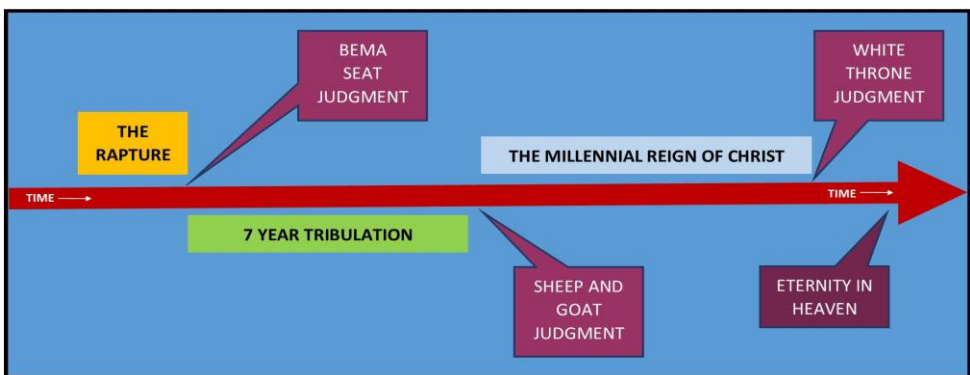 BEMA
SEAT
JUDGMENT
WHITE
THRONE
JUDGMENT
THE
RAPTURE
THE MILLENNIAL REIGN OF CHRIST
TIME
TIME
7 YEAR TRIBULATION
SHEEP AND
GOAT
JUDGMENT
ETERNITY IN
HEAVEN